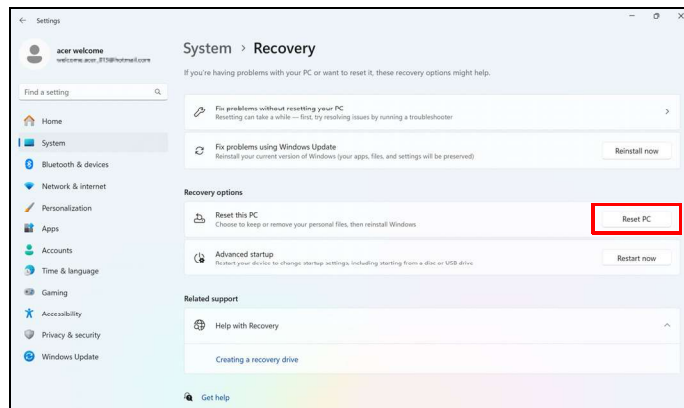 Settings
acer welcome
System > Recovery
If you're having problems with your PC or want to reset it, these recovery options might help.
Find a setting
Home
System
Bluetooth & devices
Network & internet
Personalization
Apps
Accounts
Time & language
Gaming
Accessibility
Privacy & security
Windows Update
Fix problems without resetting your PC
Resetting can take a while — first, try resolving issues by running a troubleshooter
Fix problems using Windows Update
Reinstall your current version of Windows (your apps, files, and settings will be preserved)
Reinstall now
Recovery options
Reset this PC
Choose to keep or remove your personal files, then reinstall Windows
Reset PC
Advanced startup
Restart your device to change startup settings, including starting from a disc or USB drive
Restart now
Related support
Help with Recovery
Creating a recovery drive
Get help